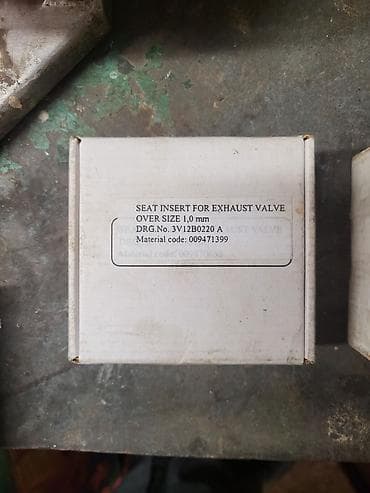 SEAT INSERT FOR EXHAUST VALVE
OVER SIZE 1,0 mm
DRG.No. 3V12B0220 A
Material code: 009471399